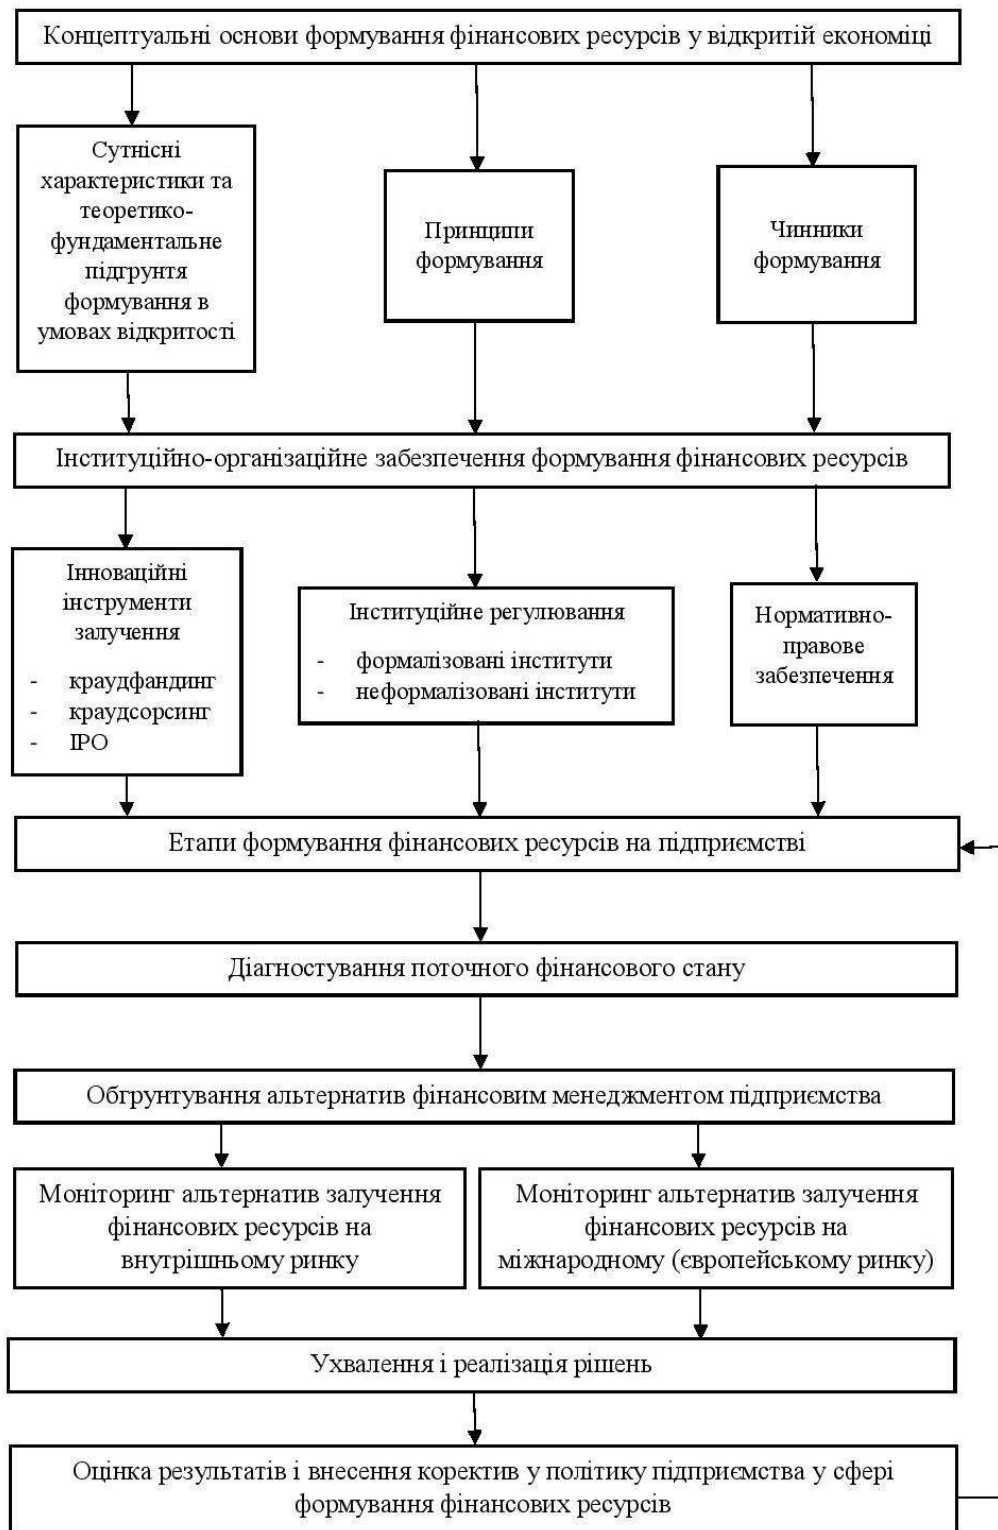 Концептуальні основи формування фінансових ресурсів у відкритій економіці
Сутнісні
характеристики та
теоретико-
фундаментальне
підгрунтя
формування в
умовах відкритості
Принципи
формування
Чинники
формування
Інституційно-організаційне забезпечення формування фінансових ресурсів
Інноваційні
інструменти
залучення
- краудфандинг
- краудсорсинг
- IPO
Інституційне регулювання
- формалізовані інститути
- неформалізовані інститути
Нормативно-
правове
забезпечення
Етапи формування фінансових ресурсів на підприємстві
Діагностування поточного фінансового стану
Обгрунтування альтернатив фінансовим менеджментом підприємства
Моніторинг альтернатив залучення
фінансових ресурсів на
внутрішньому ринку
Моніторинг альтернатив залучення
фінансових ресурсів на
міжнародному (європейському ринку)
Ухвалення і реалізація рішень
Оцінка результатів і внесення коректив у політику підприємства у сфері
формування фінансових ресурсів